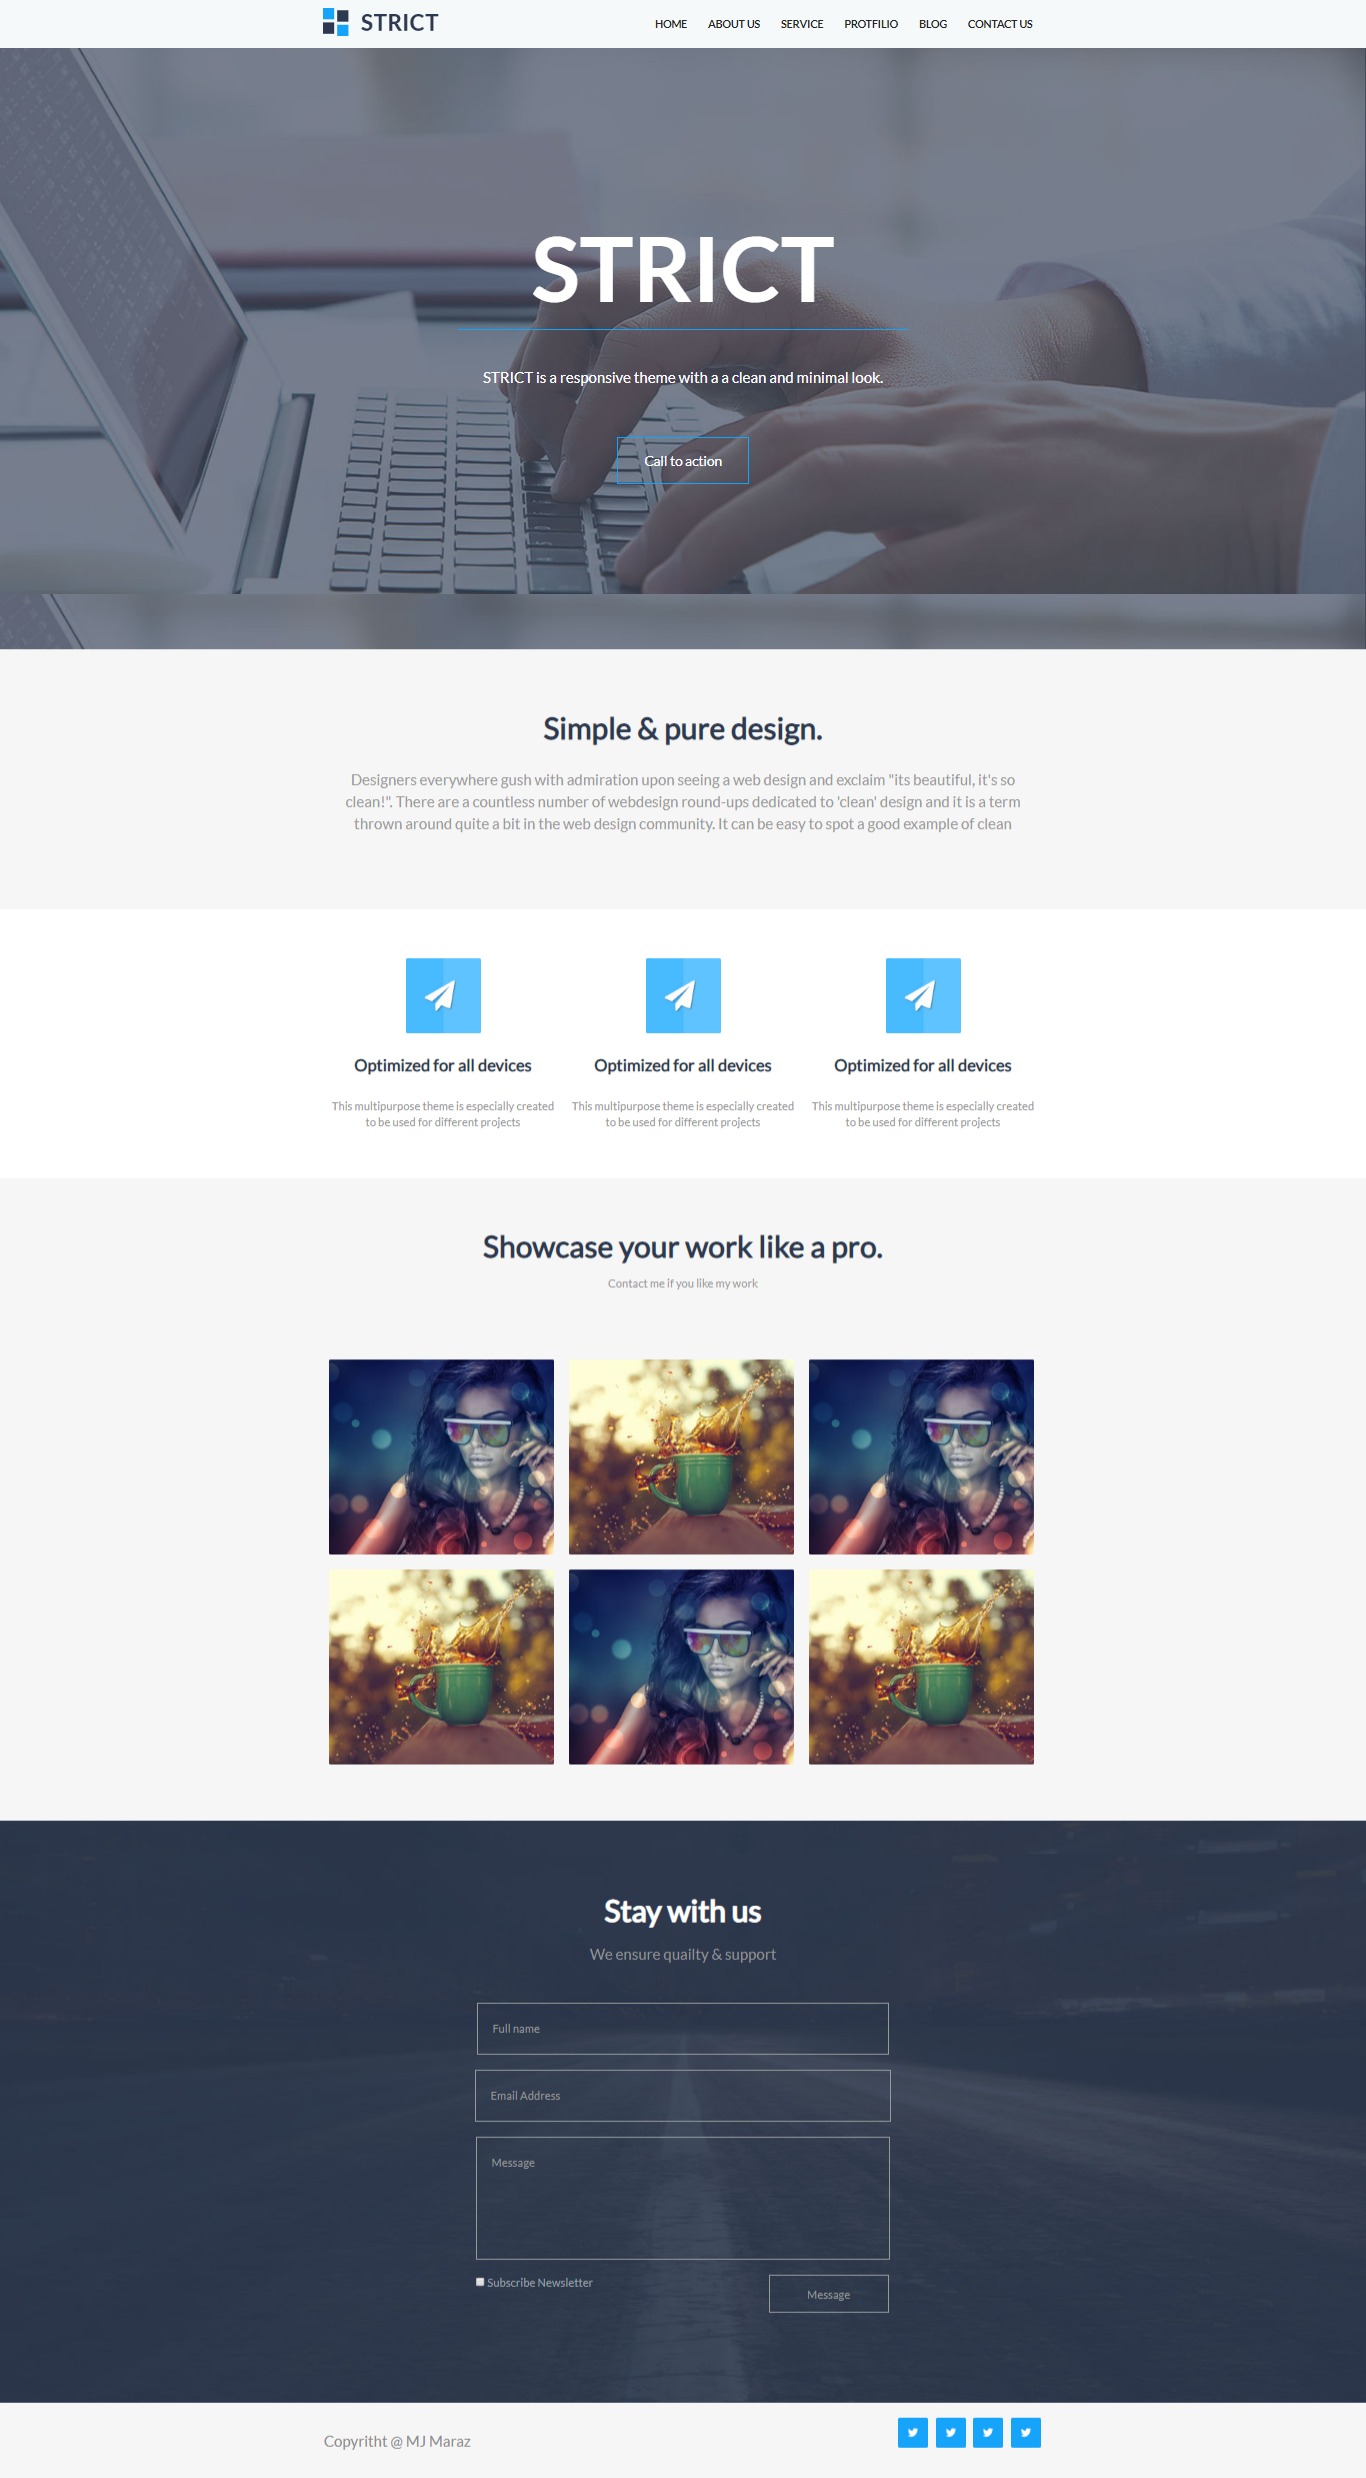 STRICT
HOME ABOUT US SERVICE PROTFILIO BLOG CONTACT US
STRICT
STRICT is a responsive theme with a a clean and minimal look.
Call to action
Simple & pure design.
Designers everywhere gush with admiration upon seeing a web design and exclaim "its beautiful, it's so
clean!". There are a countless number of webdesign round-ups dedicated to 'clean' design and it is a term
thrown around quite a bit in the web design community. It can be easy to spot a good example of clean
Optimized for all devices
This multipurpose theme is especially created
to be used for different projects
Optimized for all devices
This multipurpose theme is especially created
to be used for different projects
Optimized for all devices
This multipurpose theme is especially created
to be used for different projects
Showcase your work like a pro.
Contact me if you like my work
Stay with us
We ensure quailty & support
Full name
Email Address
Message
Subscribe Newsletter
Message
Copyritht @ MJ Maraz